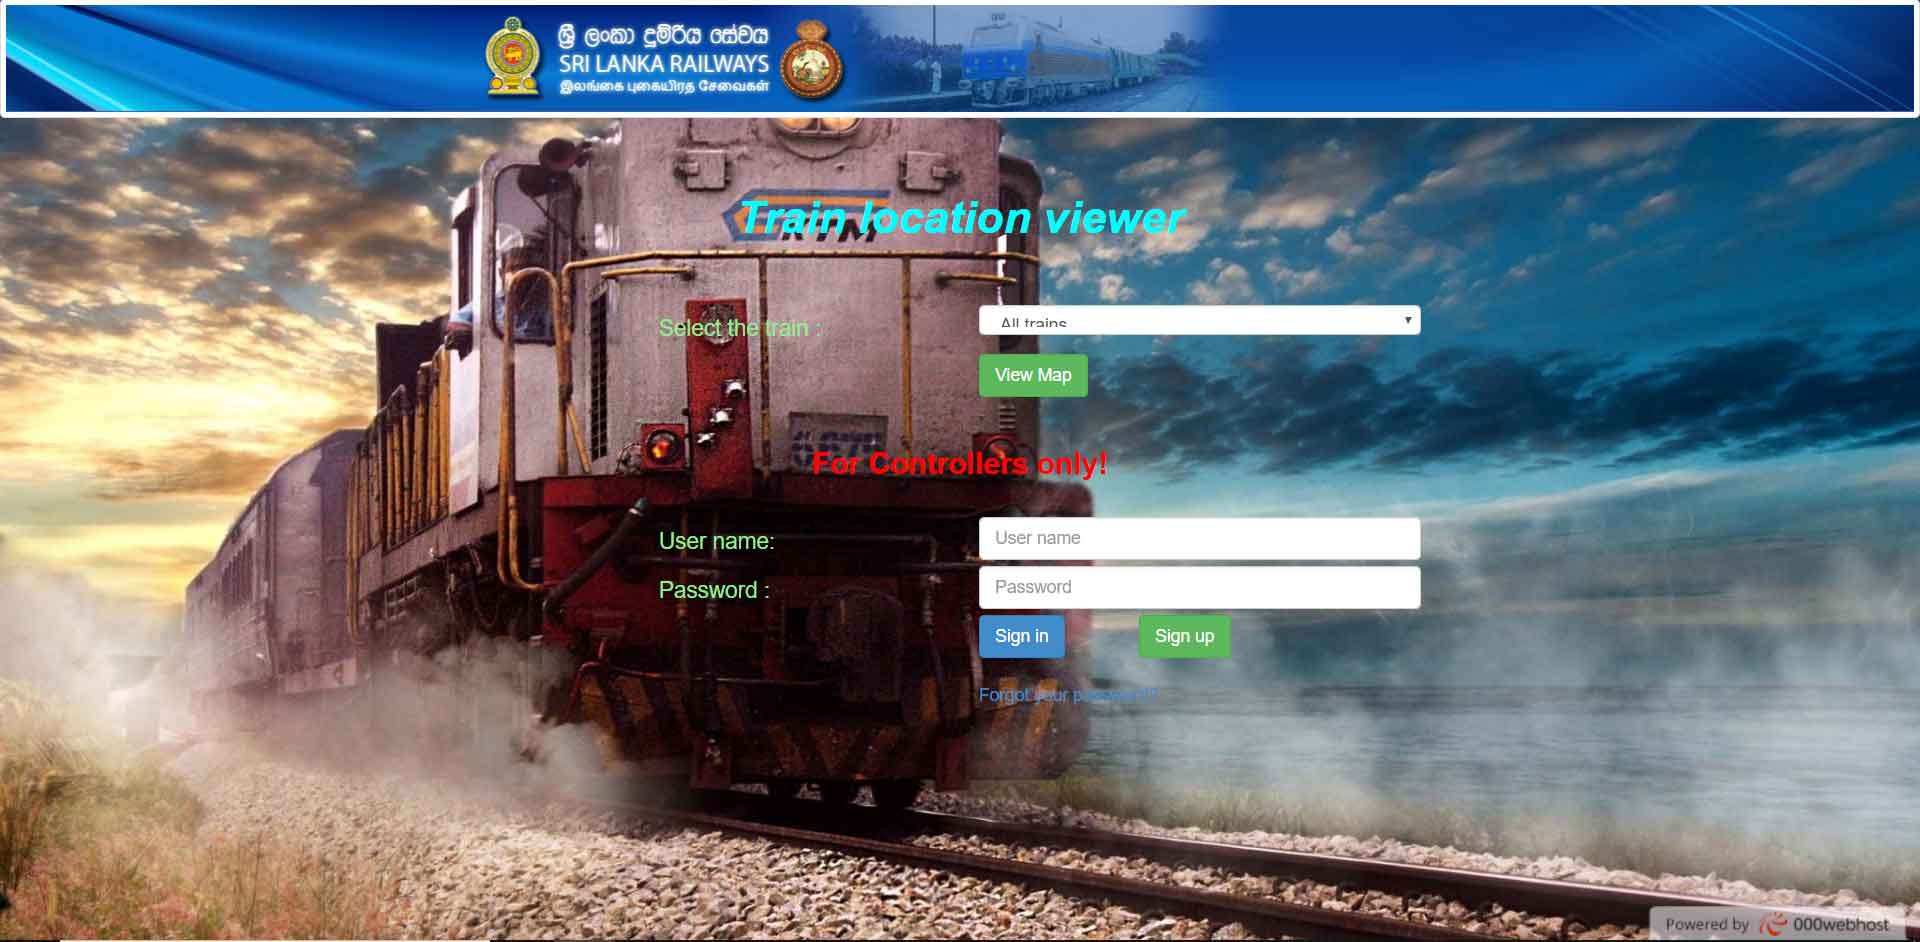 ශ්‍රී ලංකා දුම්රිය සේවය
SRI LANKA RAILWAYS
இலங்கை புகையிரத சேவைகள்
Train location viewer
KTM
Select the train :
All trains
View Map
For Controllers only!
User name:
User name
Password :
Password
Sign in
Sign up
Forgot your password?
Powered by 000webhost